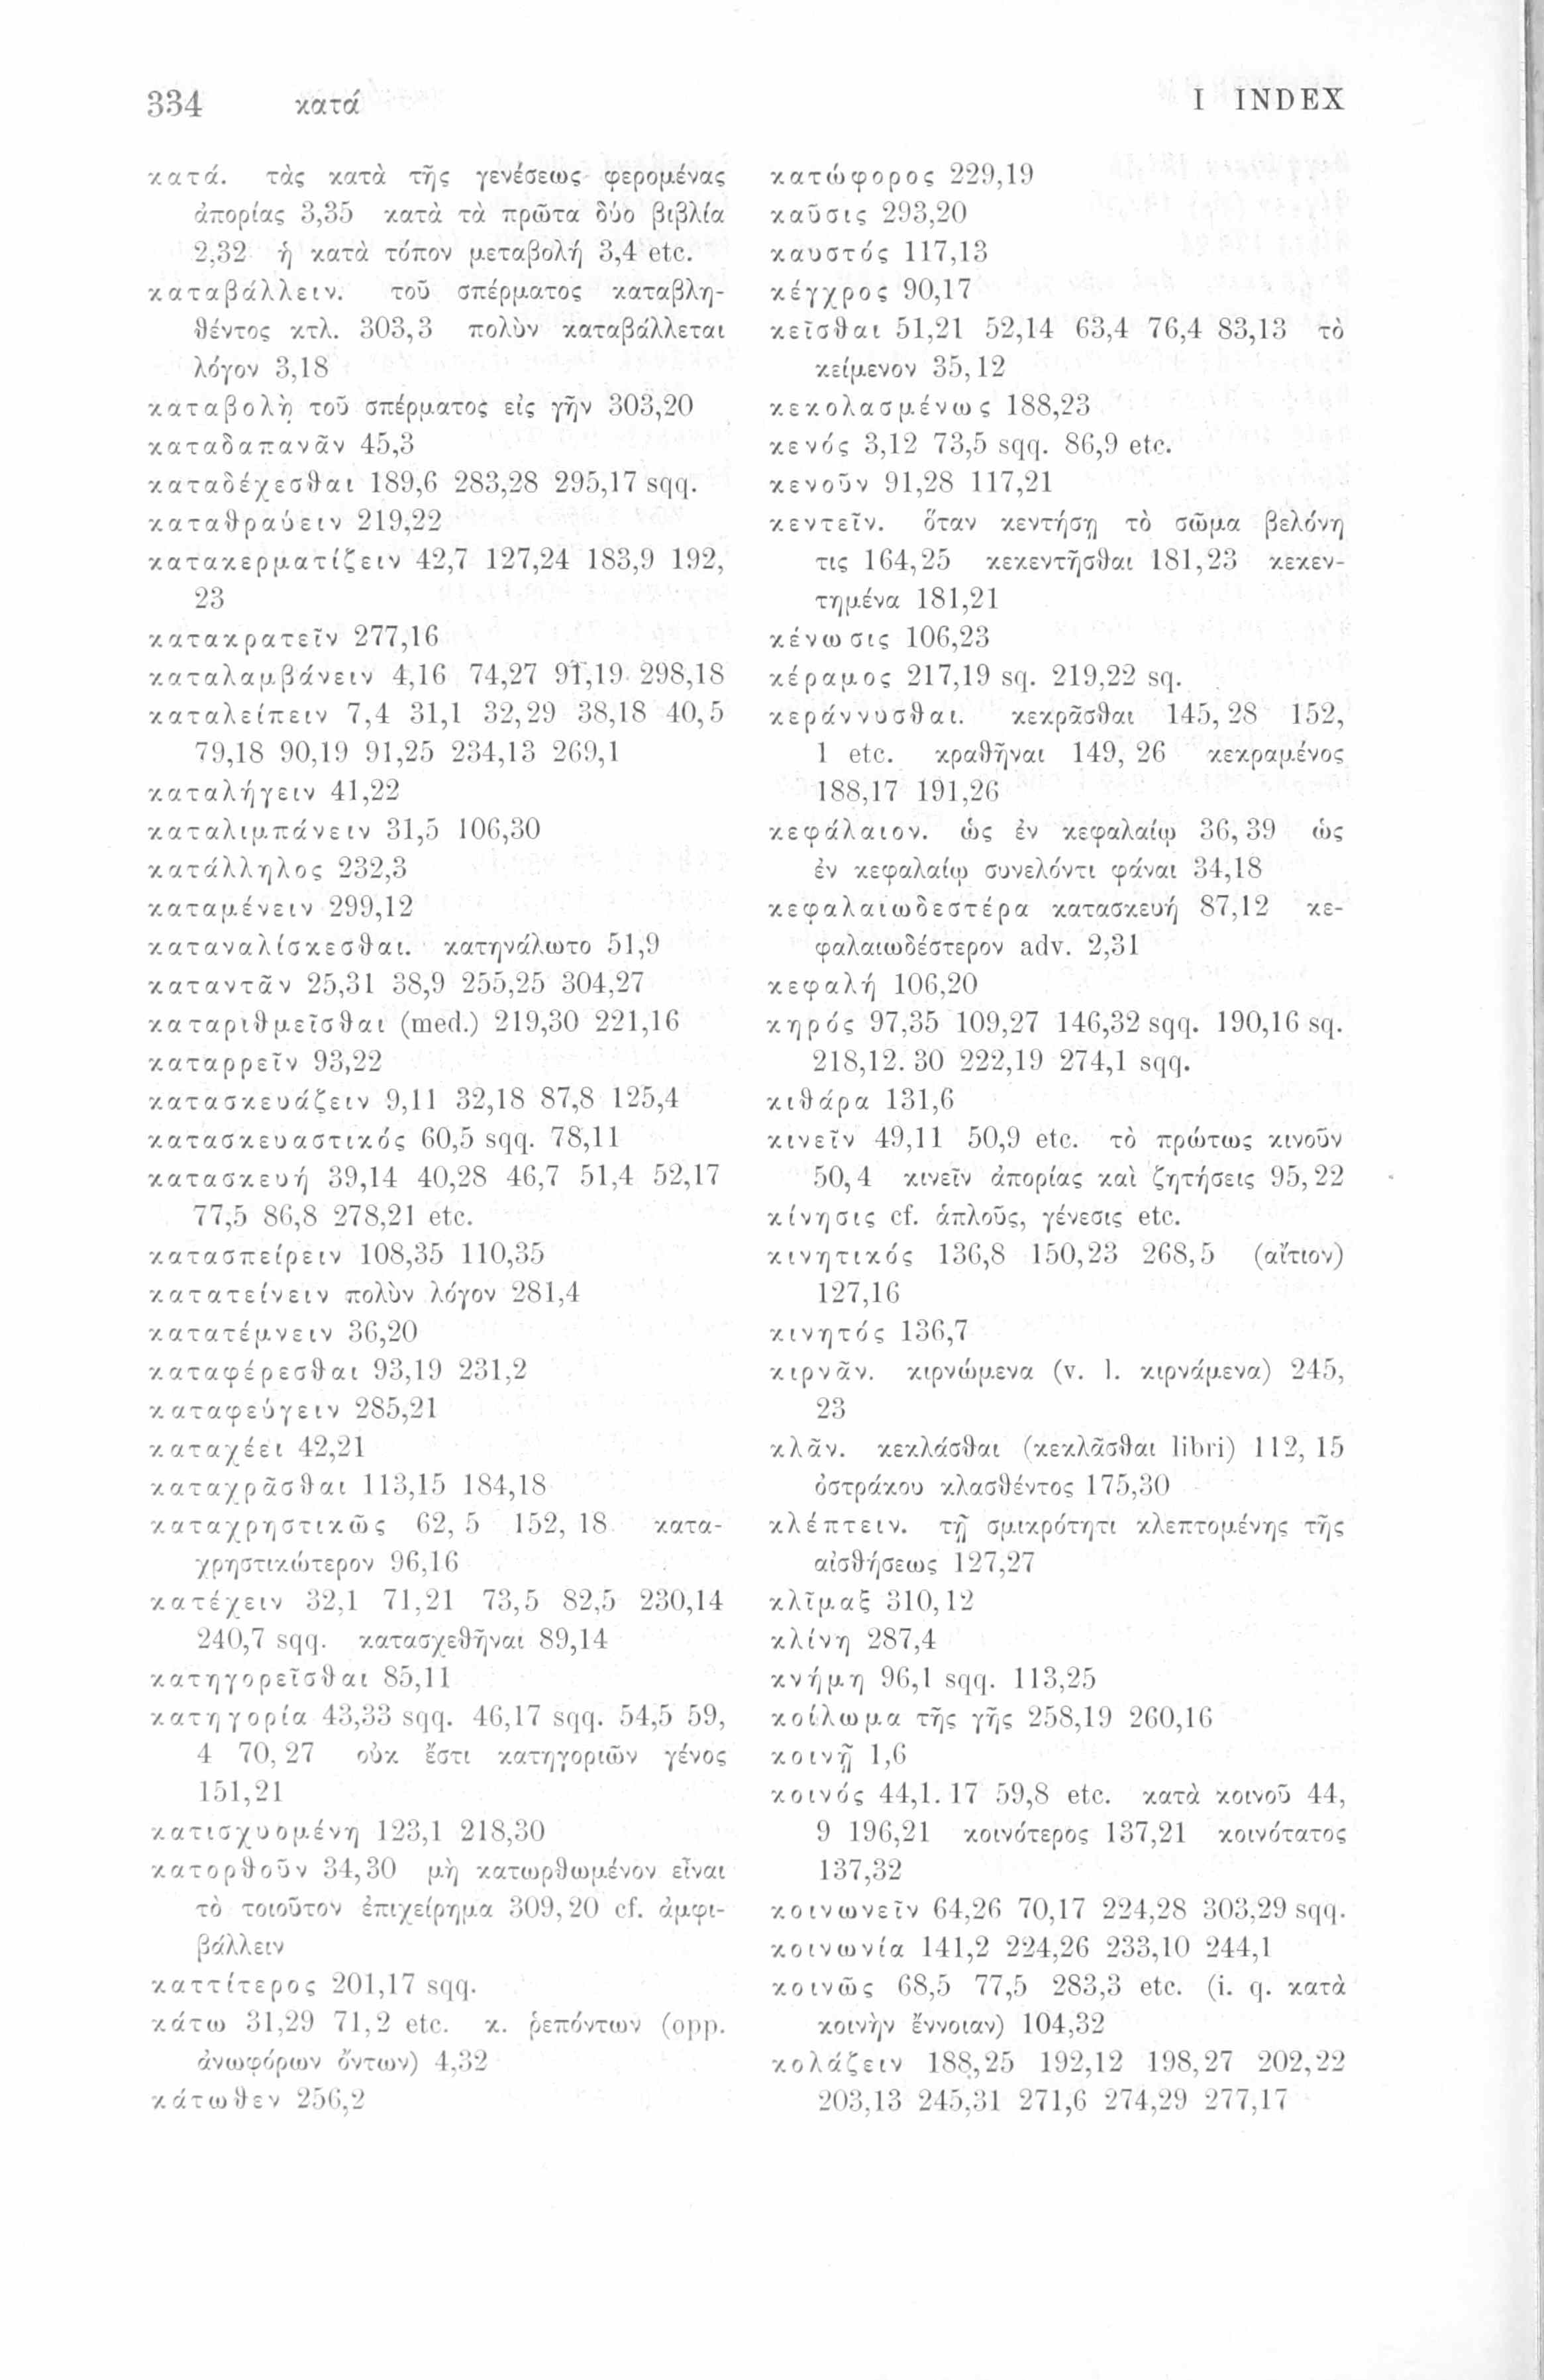 334 κατά I INDEX
κατά. τὰς κατὰ τῆς γενέσεως φερομένας
ἀπορίας 3,35 κατὰ τὰ πρῶτα δύο βιβλία
2,32 ἡ κατὰ τόπον μεταβολή 3,4 etc.
καταβάλλειν. τοῦ σπέρματος καταβλη-
θέντος κτλ. 303,3 πολὺν καταβάλλεται
λόγον 3,18
καταβολὴ τοῦ σπέρματος εἰς γῆν 303,20
καταδαπανᾶν 45,3
καταδέχεσθαι 189,6 283,28 295,17 sqq.
καταθραύειν 219,22
κατακερματίζειν 42,7 127,24 183,9 192,
23
κατακρατεῖν 277,16
καταλαμβάνειν 4,16 74,27 91,19 298,18
καταλείπειν 7,4 31,1 32,29 38,18 40,5
79,18 90,19 91,25 234,13 269,1
καταλήγειν 41,22
καταλιμπάνειν 31,5 106,30
κατάλληλος 232,3
καταμένειν 299,12
καταναλίσκεσθαι. κατηνάλωτο 51,9
καταντᾶν 25,31 38,9 255,25 304,27
καταριθμεῖσθαι (med.) 219,30 221,16
καταρρεῖν 93,22
κατασκευάζειν 9,11 32,18 87,8 125,4
κατασκευαστικός 60,5 sqq. 78,11
κατασκευή 39,14 40,28 46,7 51,4 52,17
77,5 86,8 278,21 etc.
κατασπείρειν 108,35 110,35
κατατείνειν πολὺν λόγον 281,4
κατατέμνειν 36,20
καταφέρεσθαι 93,19 231,2
καταφεύγειν 285,21
καταχέει 42,21
καταχρᾶσθαι 113,15 184,18
καταχρηστικῶς 62,5 152,18 κατα-
χρηστικώτερον 96,16
κατέχειν 32,1 71,21 73,5 82,5 230,14
240,7 sqq. κατασχεθῆναι 89,14
κατηγορεῖσθαι 85,11
κατηγορία 43,33 sqq. 46,17 sqq. 54,5 59,
4 70,27 οὐκ ἔστι κατηγοριῶν γένος
151,21
κατισχυομένη 123,1 218,30
κατορθοῦν 34,30 μὴ κατωρθωμένον εἶναι
τὸ τοιοῦτον ἐπιχείρημα 309,20 cf. ἀμφι-
βάλλειν
καττίτερος 201,17 sqq.
κάτω 31,29 71,2 etc. κ. ῥεπόντων (opp.
ἀνωφόρων ὄντων) 4,32
κάτωθεν 256,2
κατώφορος 229,19
καῦσις 293,20
καυστός 117,13
κέγχρος 90,17
κεῖσθαι 51,21 52,14 63,4 76,4 83,13 τὸ
κείμενον 35,12
κεκολασμένως 188,23
κενός 3,12 73,5 sqq. 86,9 etc.
κενοῦν 91,28 117,21
κεντεῖν. ὅταν κεντήσῃ τὸ σῶμα βελόνη
τις 164,25 κεκεντῆσθαι 181,23 κεκεν-
τημένα 181,21
κένωσις 106,23
κέραμος 217,19 sq. 219,22 sq.
κεράννυσθαι. κεκρᾶσθαι 145,28 152,
1 etc. κραθῆναι 149,26 κεκραμένος
188,17 191,26
κεφάλαιον. ὡς ἐν κεφαλαίῳ 36,39 ὡς
ἐν κεφαλαίῳ συνελόντι φάναι 34,18
κεφαλαιωδεστέρα κατασκευή 87,12 κε-
φαλαιωδέστερον adv. 2,31
κεφαλή 106,20
κηρός 97,35 109,27 146,32 sqq. 190,16 sq.
218,12. 30 222,19 274,1 sqq.
κιθάρα 131,6
κινεῖν 49,11 50,9 etc. τὸ πρώτως κινοῦν
50,4 κινεῖν ἀπορίας καὶ ζητήσεις 95,22
κίνησις cf. ἁπλοῦς, γένεσις etc.
κινητικός 136,8 150,23 268,5 (αἴτιον)
127,16
κινητός 136,7
κιρνᾶν. κιρνώμενα (v. l. κιρνάμενα) 245,
23
κλᾶν. κεκλάσθαι (κεκλᾶσθαι libri) 112,15
ὀστράκου κλασθέντος 175,30
κλέπτειν. τῇ σμικρότητι κλεπτομένης τῆς
αἰσθήσεως 127,27
κλῖμαξ 310,12
κλίνη 287,4
κνήμη 96,1 sqq. 113,25
κοίλωμα τῆς γῆς 258,19 260,16
κοινῇ 1,6
κοινός 44,1. 17 59,8 etc. κατὰ κοινοῦ 44,
9 196,21 κοινότερος 137,21 κοινότατος
137,32
κοινωνεῖν 64,26 70,17 224,28 303,29 sqq.
κοινωνία 141,2 224,26 233,10 244,1
κοινῶς 68,5 77,5 283,3 etc. (i. q. κατὰ
κοινὴν ἔννοιαν) 104,32
κολάζειν 188,25 192,12 198,27 202,22
203,13 245,31 271,6 274,29 277,17